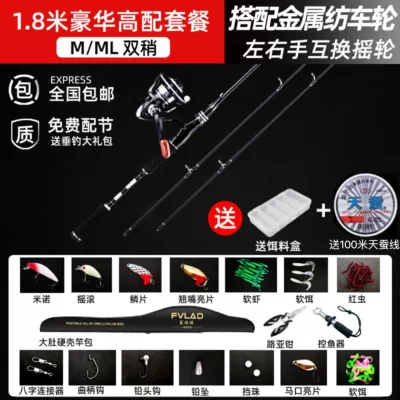 1.8米豪华高配套餐
M/ML 双稍
搭配金属纺车轮
左右手互换摇轮
包
EXPRESS
全国包邮
质
免费配节
送垂钓大礼包
送
送饵料盒
+
天蚕
送100米天蚕线
米诺
摇滚
鳞片
翘嘴亮片
软虾
软饵
红虫
FVLAD
大肚硬壳竿包
路亚钳
控鱼器
八字连接器
曲柄钩
铅头钩
铅坠
挡珠
马口亮片
软饵